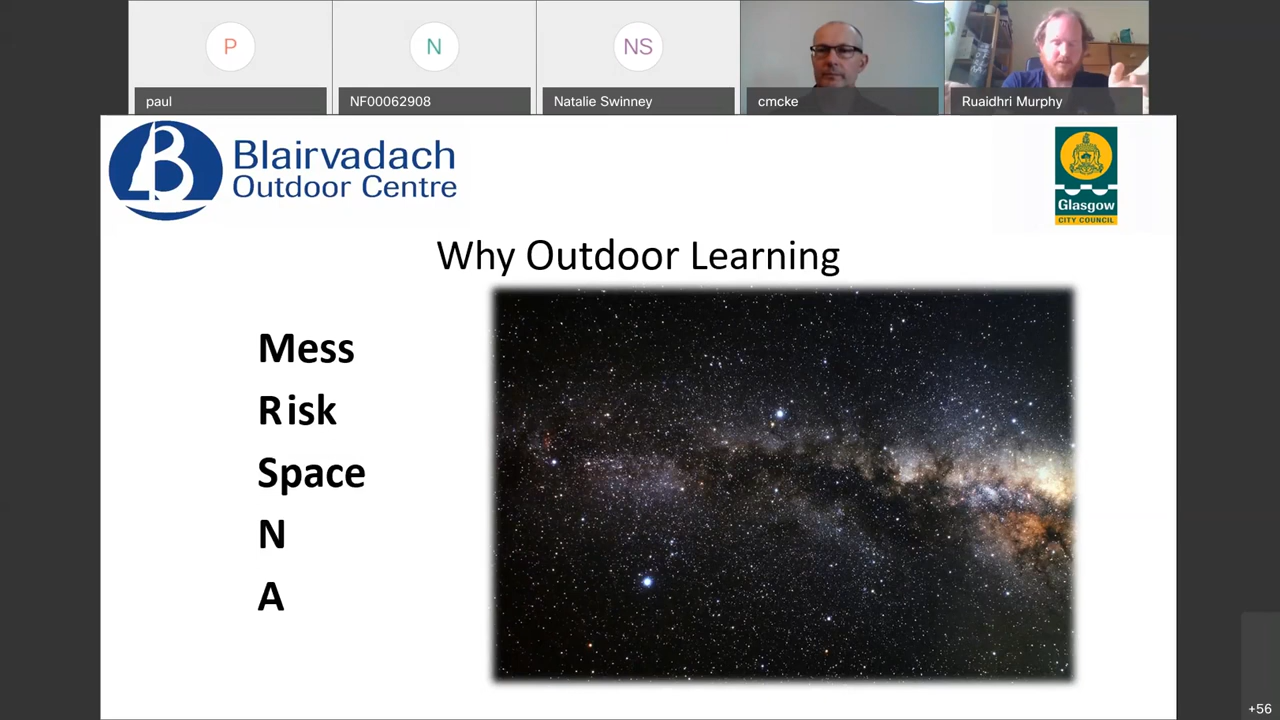 P
N
NS
paul
NF00062908
Natalie Swinney
cmcke
Ruaidhri Murphy
B
Blairvadach
Outdoor Centre
Glasgow
CITY COUNCIL
Why Outdoor Learning
Mess
Risk
Space
N
A
+56